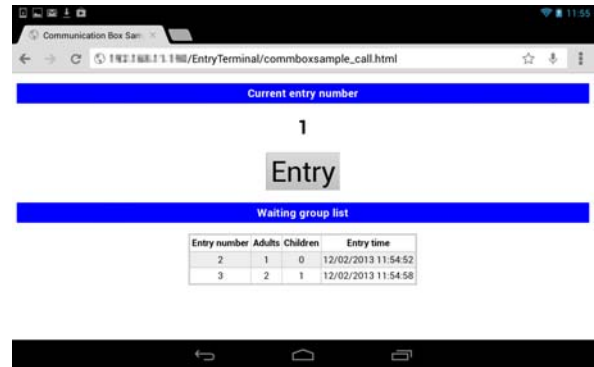 11:55
Communication Box Sam
/EntryTerminal/commboxsample_call.html
Current entry number
1
Entry
Waiting group list
Entry number Adults Children Entry time
2 1 0 12/02/2013 11:54:52
3 2 1 12/02/2013 11:54:58